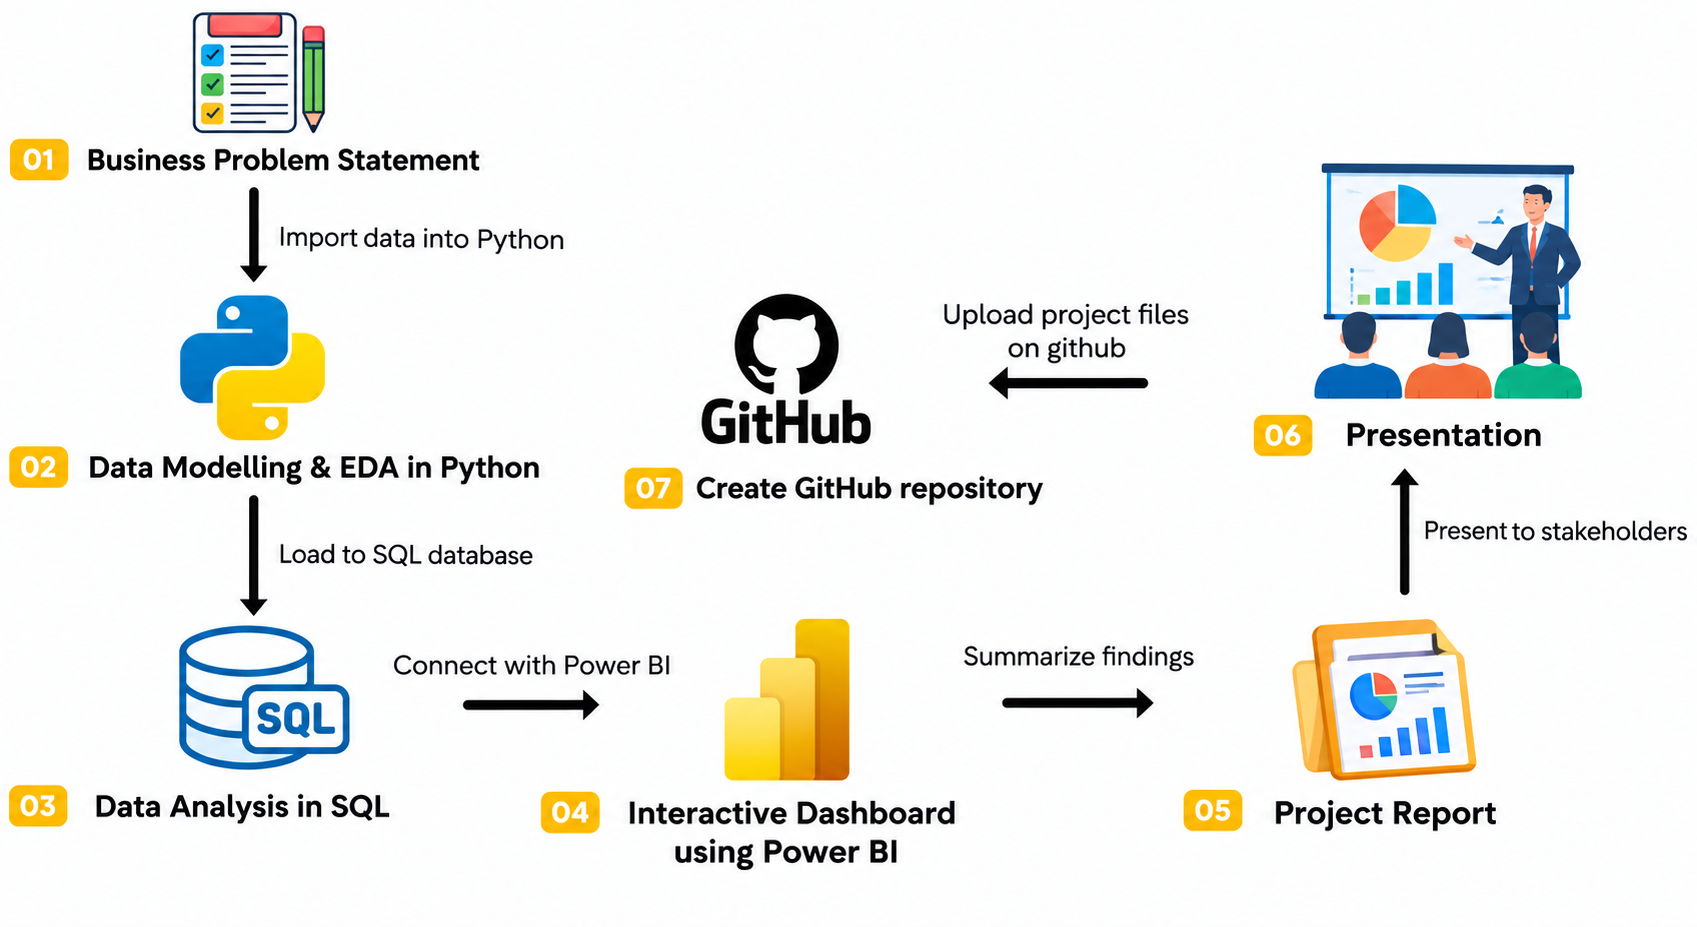 01 Business Problem Statement
Import data into Python
02 Data Modelling & EDA in Python
Load to SQL database
SQL
03 Data Analysis in SQL
Connect with Power BI
04 Interactive Dashboard
using Power BI
Summarize findings
05 Project Report
Present to stakeholders
06 Presentation
Upload project files
on github
GitHub
07 Create GitHub repository